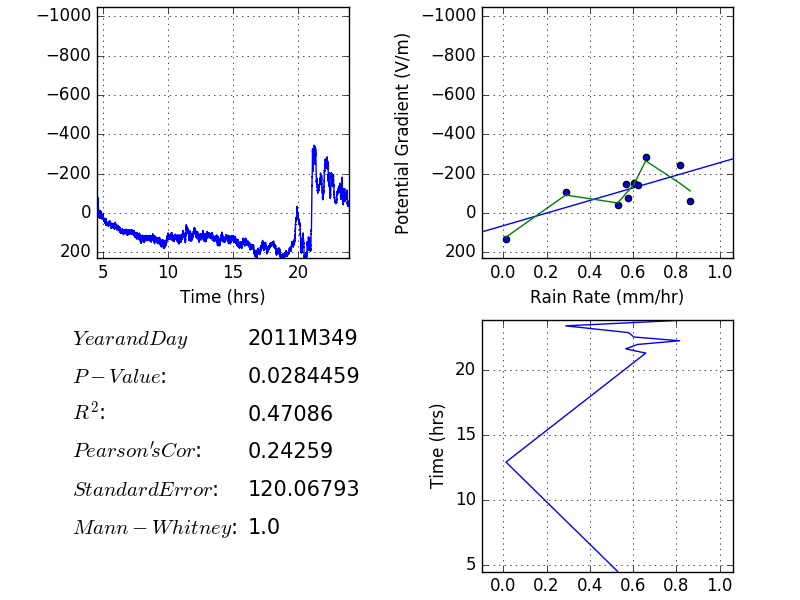 −1000
−800
−600
−400
−200
0
200
5 10 15 20
Time (hrs)
Potential Gradient (V/m)
−1000
−800
−600
−400
−200
0
200
0.0 0.2 0.4 0.6 0.8 1.0
Rain Rate (mm/hr)
YearandDay 2011M349
P−Value: 0.0284459
R²: 0.47086
Pearson'sCor: 0.24259
StandardError: 120.06793
Mann−Whitney: 1.0
Time (hrs)
20
15
10
5
0.0 0.2 0.4 0.6 0.8 1.0